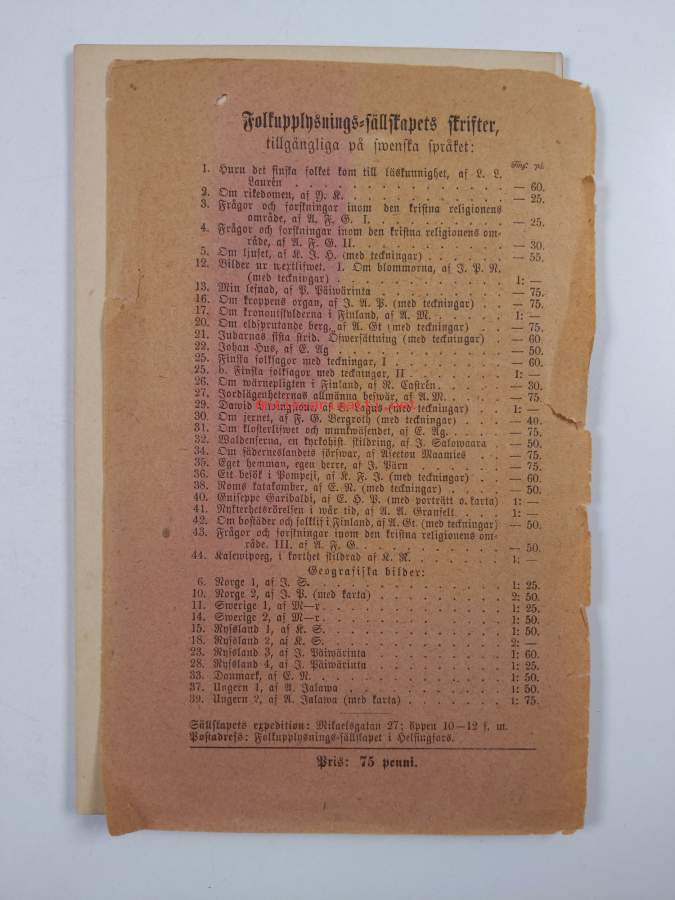 Folkupplysnings-sällskapets skrifter,
tillgängliga på swenska språket:
Fmf. pi.
1. Huru det finska folket kom till läskunnighet, af L. L.
Laurén — 60.
2. Om rikedomen, af Y. K. — 25.
3. Frågor och forskningar inom den kristna religionens
område, af A. F. G. I. — 25.
4. Frågor och forskningar inom den kristna religionens om-
råde, af A. F. G. II. — 30.
5. Om ljuset, af K. J. H. (med teckningar) — 55.
12. Bilder ur wextlifwet. 1. Om blommorna, af J. P. N.
(med teckningar) 1: —
13. Min lefnad, af P. Päiwärinta — 75.
16. Om kroppens organ, af J. A. P. (med teckningar) — 75.
17. Om kronoutskylderna i Finland, af A. M. 1: —
20. Om eldsprutande berg, af A. Gt (med teckningar) — 75.
21. Judarnas sista strid. Öfwersättning (med teckningar) — 60
22. Johan Hus, af E. Ag — 50.
25. Finska folksagor med teckningar, I — 60.
25. b. Finska folksagor med teckningar, II 1: —
26. Om wärnepligten i Finland, af R. Castrén — 30.
27. Jordlägenheternas allmänna beswär, af A. M. — 75.
29. Dawid Liwingstone, af E. Lagus (med teckningar) 1: —
30. Om jernet, af F. G. Bergroth (med teckningar) — 40.
31. Om klosterlifwet och munkwäsendet, af E. Ag. — 75.
32. Waldenserna, en kyrkohist. skildring, af J. Salowaara — 50.
34. Om fäderneslandets förswar, af Aseeton Maamies — 75.
35. Eget hemman, egen herre, af J. Pärn — 75.
36. Ett besök i Pompeji, af K. F. J. (med teckningar) — 60.
38. Roms katakomber, af E. N. (med teckningar) — 50.
40. Guiseppe Garibaldi, af E. H. P. (med porträtt o. karta) 1: —
41. Nykterhetsrörelsen i wår tid, af A. A. Granfelt 1: —
42. Om bostäder och folklif i Finland, af A. Gt. (med teckningar) — 50.
43. Frågor och forskningar inom den kristna religionens om-
råde. III. af A. F. G. — 50.
44. Kalewipoeg, i korthet skildrad af K. K. 1: —
Geografiska bilder:
6. Norge 1, af J. S. 1: 25.
10. Norge 2, af J. P. (med karta) 2: 50.
11. Swerige 1, af M—r 1: 25.
14. Swerige 2, af M—r. 1: 50.
15. Ryssland 1, af K. S. 1: 50.
18. Ryssland 2, af K. S. 2: —
23. Ryssland 3, af J. Päiwärinta 1: 60.
28. Ryssland 4, af J. Päiwärinta 1: 25.
33. Danmark, af E. N. 1: 50.
37. Ungern 1, af A. Jalawa 1: 50.
39. Ungern 2, af A. Jalawa (med karta) 1: 75.
Sällskapets expedition: Mikaelsgatan 27; öppen 10—12 f. m.
Postadress: Folkupplysnings-sällskapet i Helsingfors.
Pris: 75 penni.